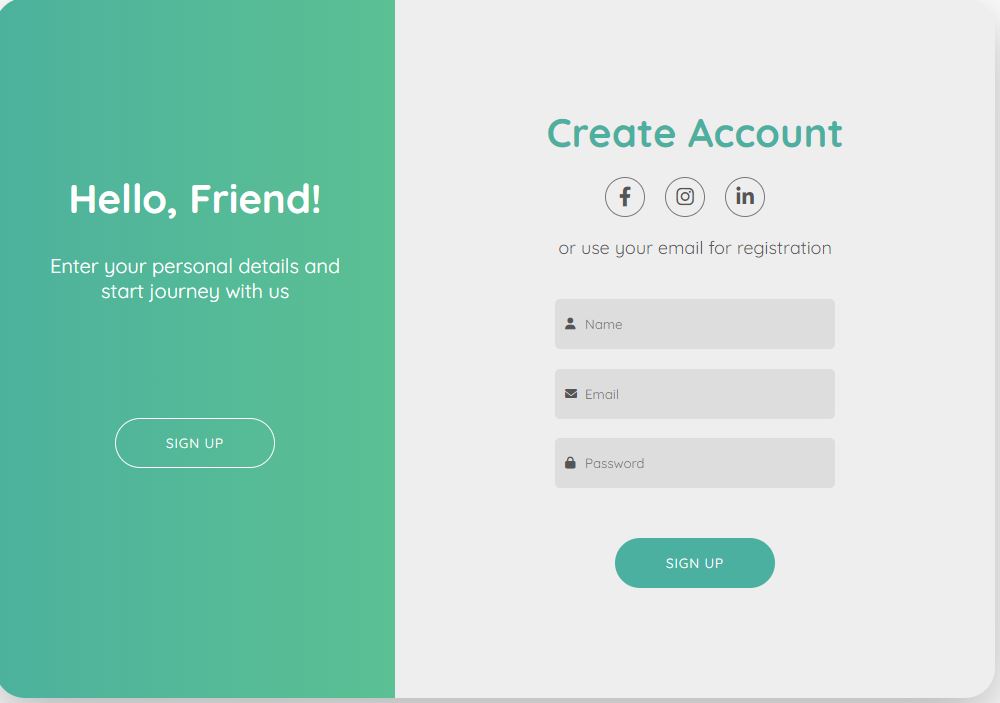 Hello, Friend!
Enter your personal details and
start journey with us
SIGN UP
Create Account
or use your email for registration
Name
Email
Password
SIGN UP